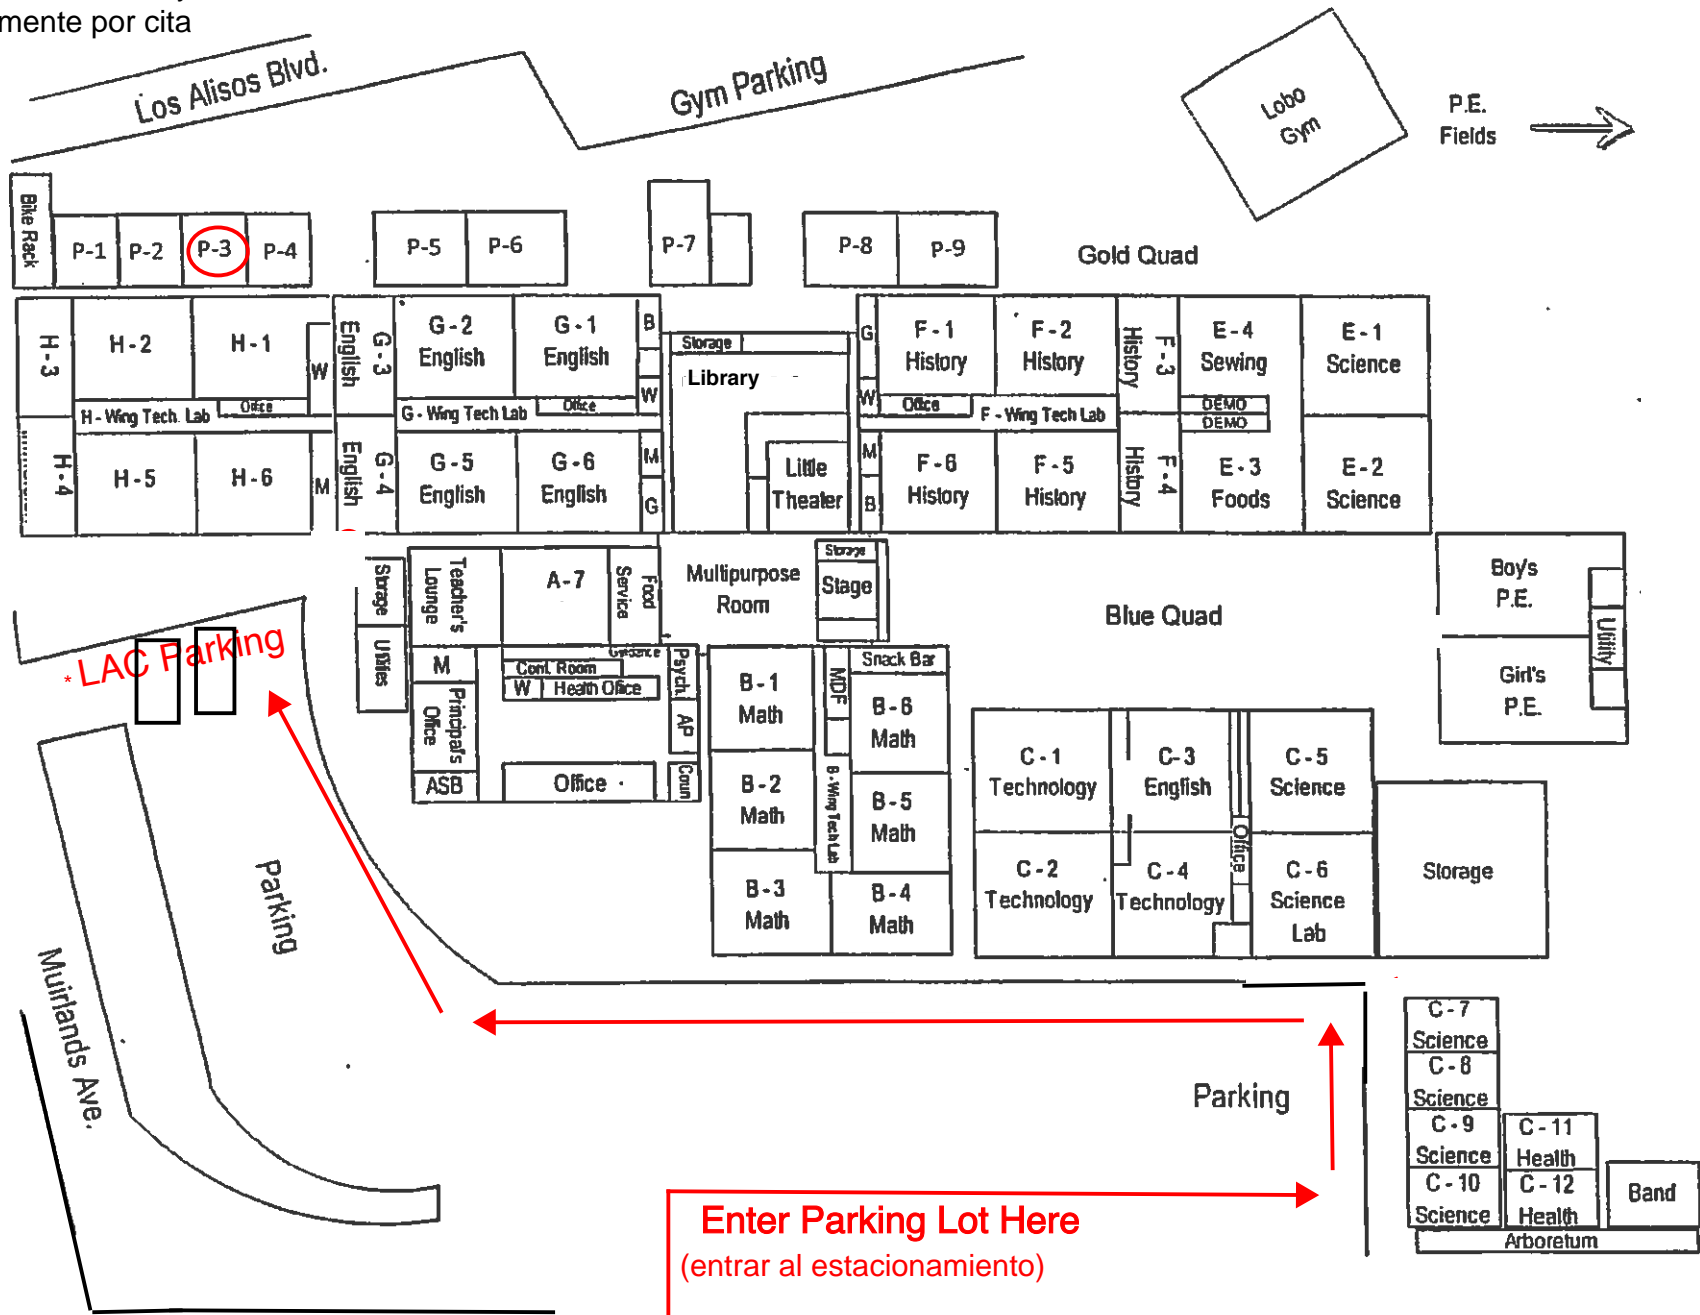 mente por cita
Los Alisos Blvd.
Gym Parking
Lobo
Gym
P.E.
Fields
Bike Rack
P-1
P-2
P-3
P-4
P-5
P-6
P-7
P-8
P-9
Gold Quad
H-3
H-2
H-1
W
English
G-3
G-2
English
G-1
English
B
W
Storage
Library
G
W
F-1
History
F-2
History
History
F-3
E-4
Sewing
E-1
Science
H-Wing Tech. Lab
Office
G-Wing Tech Lab
Office
Office
F-Wing Tech Lab
DEMO
DEMO
H-4
H-5
H-6
M
English
G-4
G-5
English
G-6
English
M
G
Little
Theater
M
B
F-6
History
F-5
History
History
F-4
E-3
Foods
E-2
Science
Storage
Utilities
Teacher's
Lounge
A-7
Food
Service
Multipurpose
Room
Storage
Stage
Blue Quad
Boy's
P.E.
Utility
Girl's
P.E.
* LAC Parking
M
Principal's
Office
ASB
Conf. Room
W
Health Office
Office
Psych.
AP
Coun
B-1
Math
B-2
Math
B-3
Math
MDF
B-Wing Tech Lab
Snack Bar
B-6
Math
B-5
Math
B-4
Math
C-1
Technology
C-3
English
C-5
Science
C-2
Technology
C-4
Technology
Office
C-6
Science
Lab
Storage
Parking
Muirlands Ave.
Parking
C-7
Science
C-8
Science
C-9
Science
C-10
Science
C-11
Health
C-12
Health
Band
Arboretum
Enter Parking Lot Here
(entrar al estacionamiento)